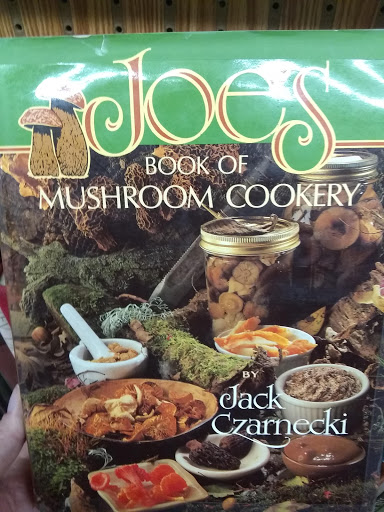 JOE'S
BOOK OF
MUSHROOM COOKERY
BY
Jack
Czarnecki